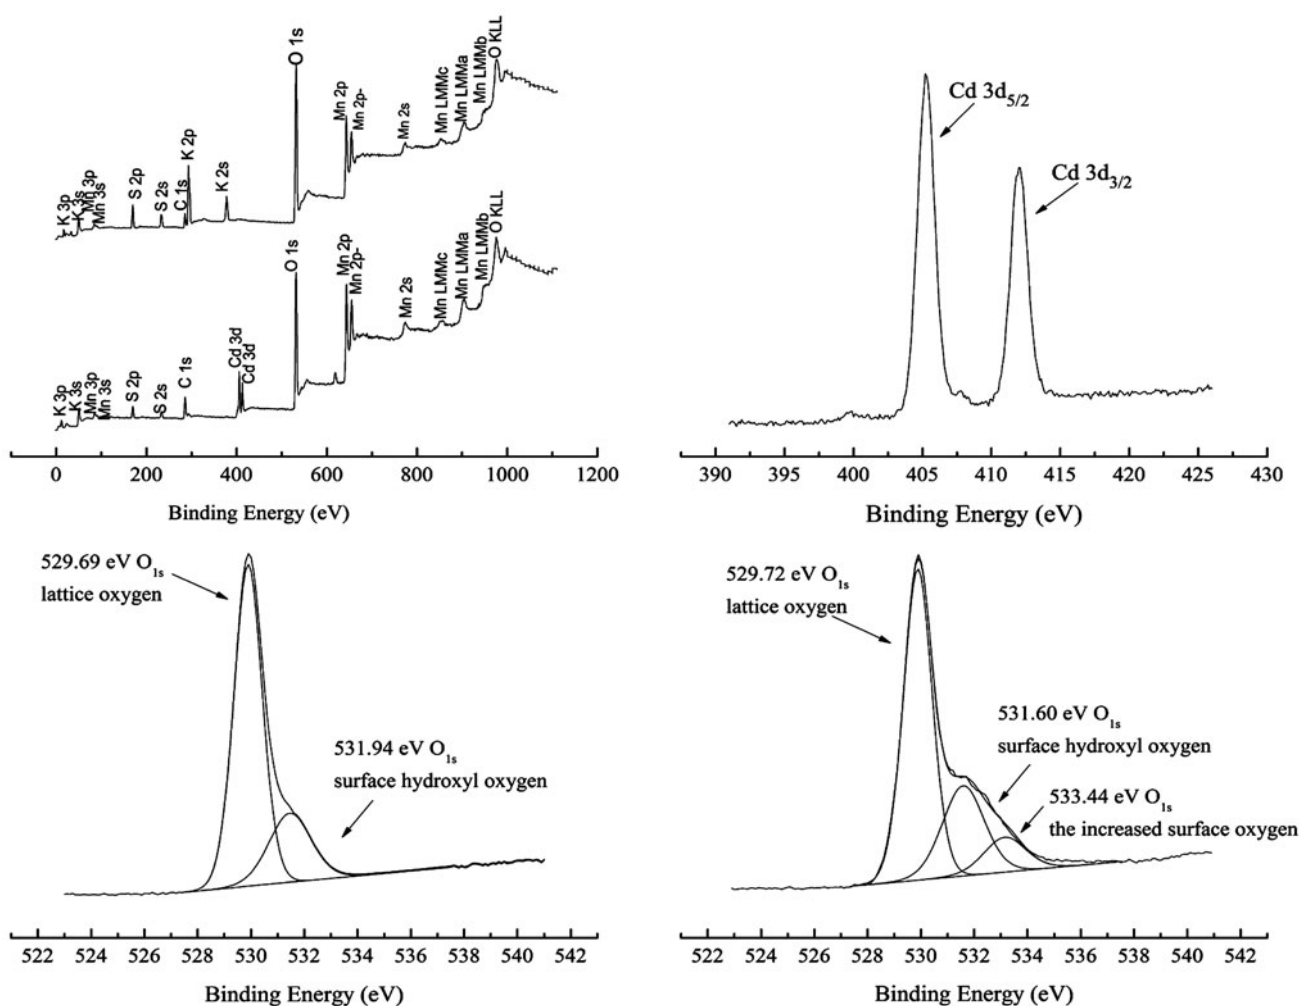 K 3p
K 3s
Mn 3p
Mn 3s
S 2p
S 2s
C 1s
K 2p
K 2s
O 1s
Mn 2p
Mn 2p-
Mn 2s
Mn LMMc
Mn LMMa
Mn LMMb
O KLL
K 3p
K 3s
Mn 3p
Mn 3s
S 2p
S 2s
C 1s
Cd 3d
Cd 3d
O 1s
Mn 2p
Mn 2p-
Mn 2s
Mn LMMc
Mn LMMa
Mn LMMb
O KLL
0 200 400 600 800 1000 1200
Binding Energy (eV)
Cd 3d5/2
Cd 3d3/2
390 395 400 405 410 415 420 425 430
Binding Energy (eV)
529.69 eV O1s
lattice oxygen
531.94 eV O1s
surface hydroxyl oxygen
522 524 526 528 530 532 534 536 538 540 542
Binding Energy (eV)
529.72 eV O1s
lattice oxygen
531.60 eV O1s
surface hydroxyl oxygen
533.44 eV O1s
the increased surface oxygen
522 524 526 528 530 532 534 536 538 540 542
Binding Energy (eV)